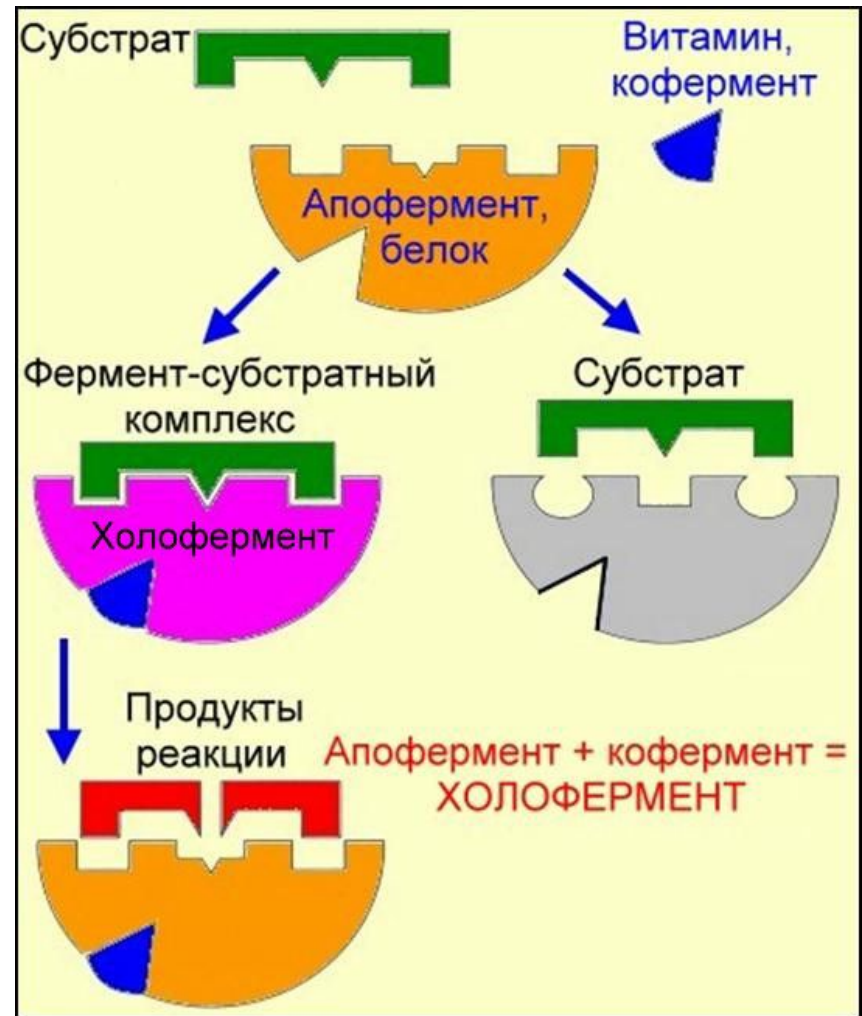 Субстрат
Витамин,
кофермент
Апофермент,
белок
Фермент-субстратный
комплекс
Субстрат
Холофермент
Продукты
реакции
Апофермент + кофермент =
ХОЛОФЕРМЕНТ